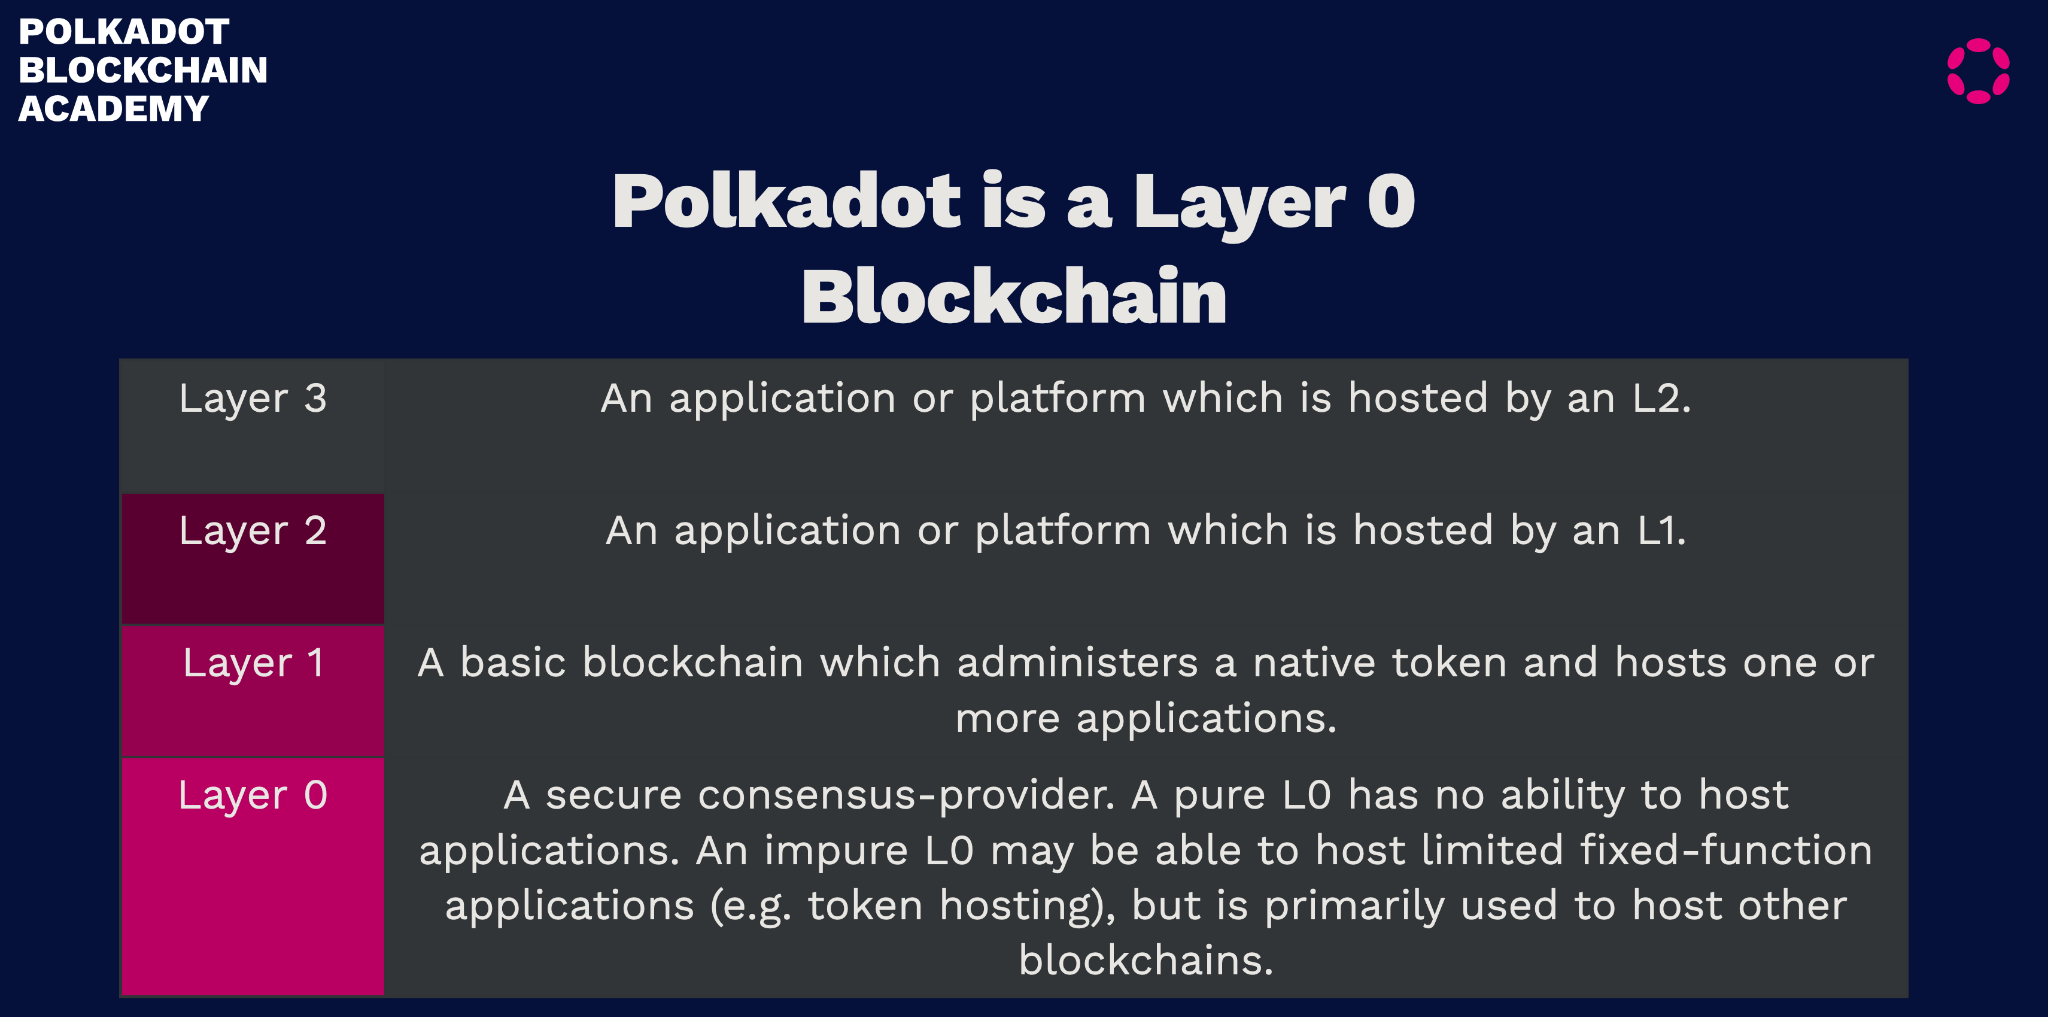 POLKADOT
BLOCKCHAIN
ACADEMY
Polkadot is a Layer 0
Blockchain
Layer 3
An application or platform which is hosted by an L2.
Layer 2
An application or platform which is hosted by an L1.
Layer 1
A basic blockchain which administers a native token and hosts one or
more applications.
Layer 0
A secure consensus-provider. A pure L0 has no ability to host
applications. An impure L0 may be able to host limited fixed-function
applications (e.g. token hosting), but is primarily used to host other
blockchains.